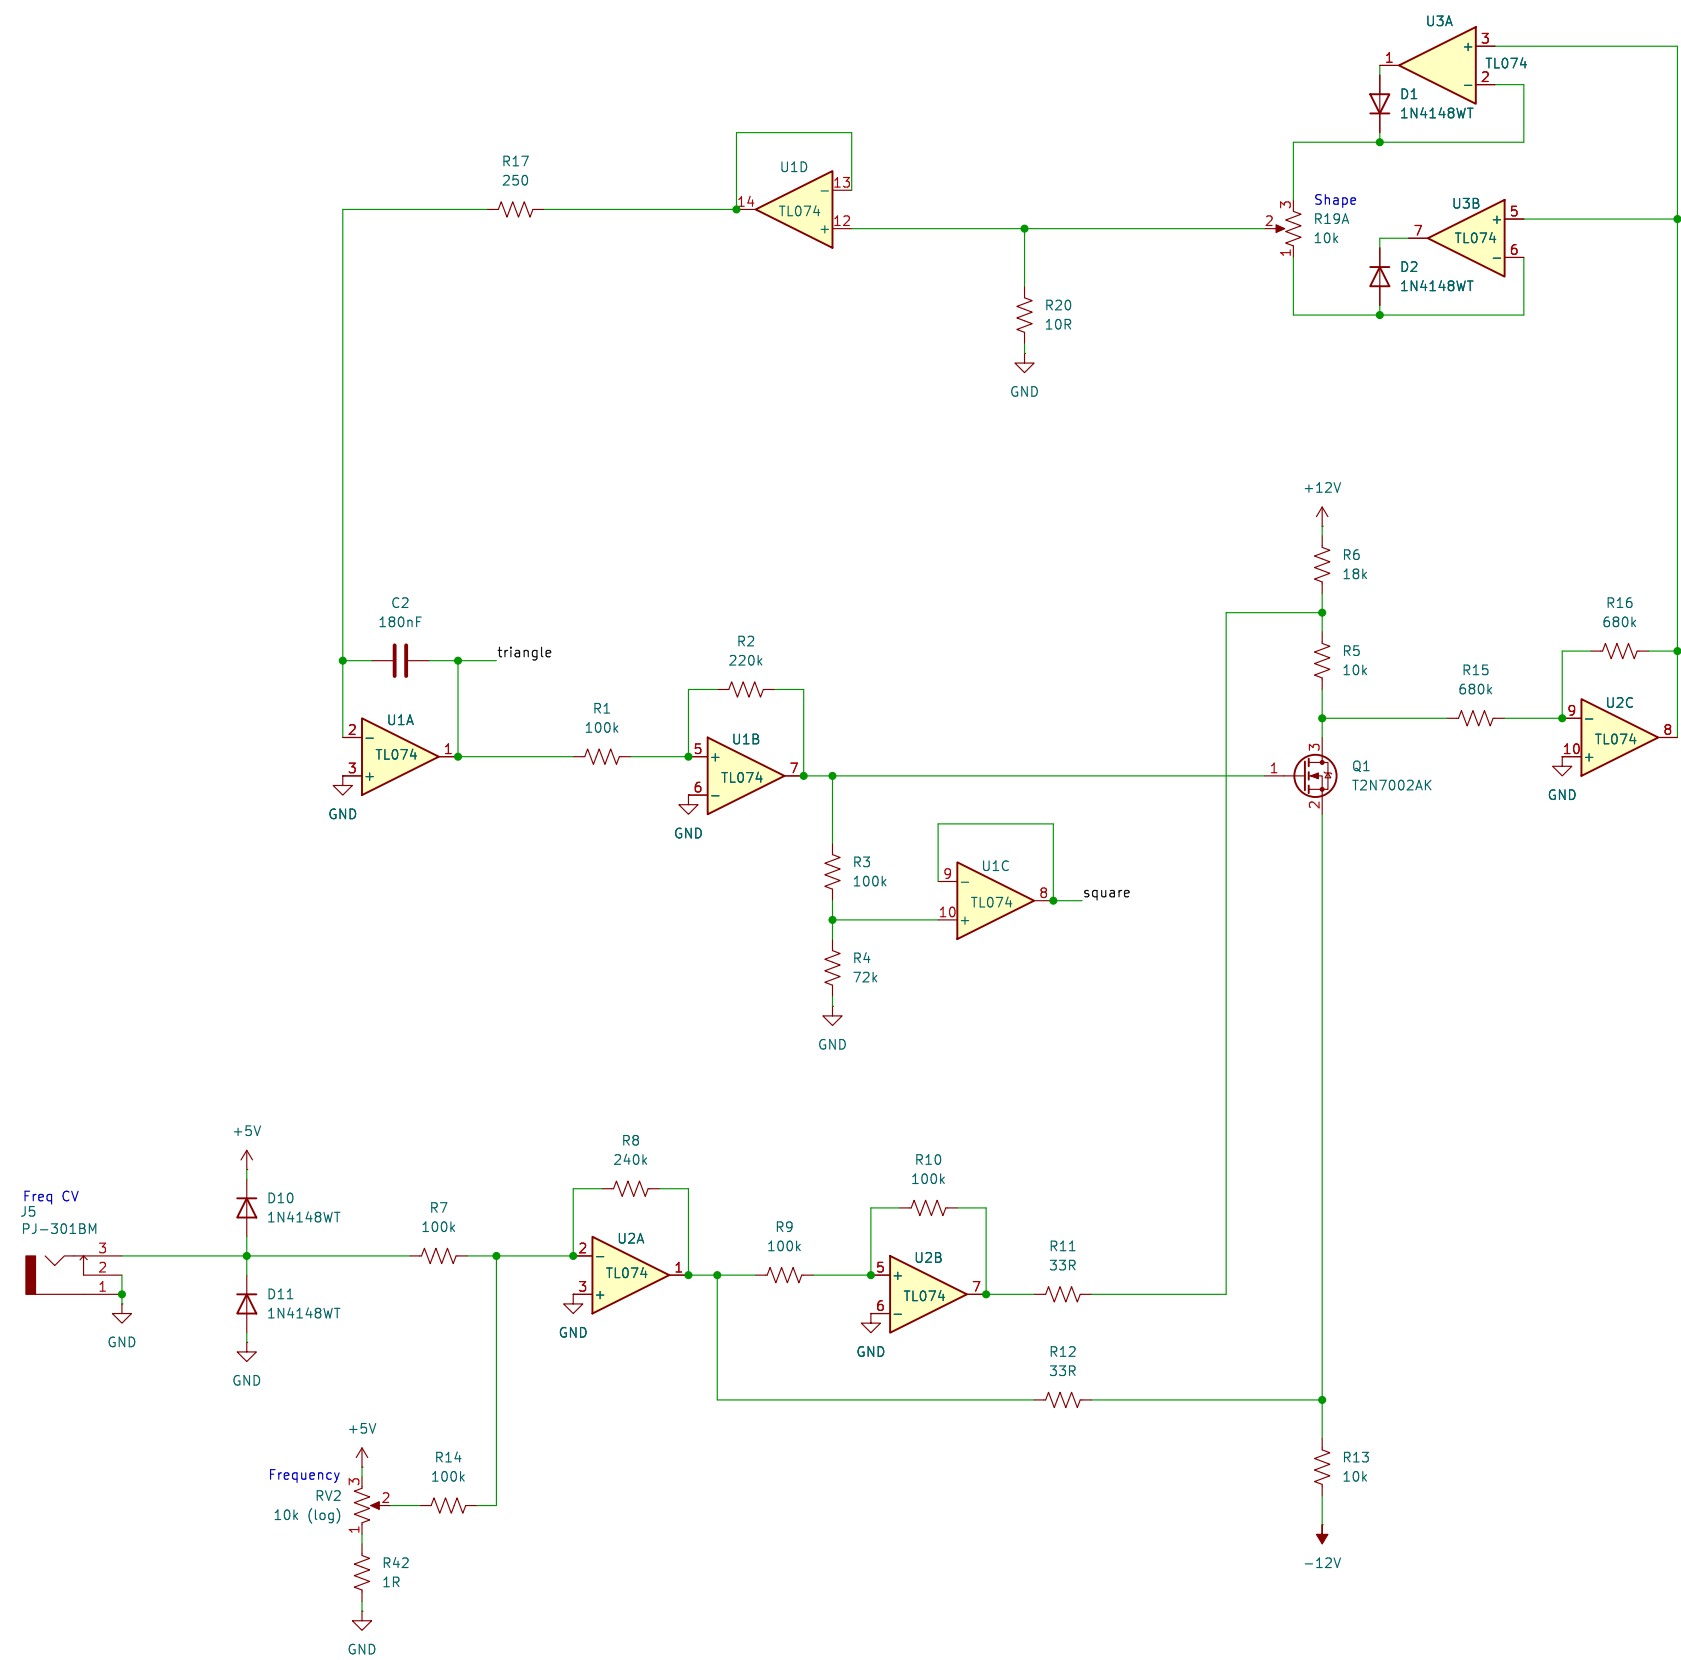 U3A
3
+
1
TL074
2
−
D1
1N4148WT
R17
250
U1D
13
−
14
TL074
12
+
Shape
3
R19A
2
10k
1
U3B
5
+
7
TL074
6
−
D2
1N4148WT
R20
10R
GND
+12V
R6
18k
C2
180nF
triangle
R2
220k
R5
10k
R16
680k
R15
680k
U1A
2
−
TL074
1
3
+
GND
R1
100k
U1B
5
+
TL074
7
6
−
GND
3
1
Q1
T2N7002AK
2
U2C
9
−
TL074
8
10
+
GND
R3
100k
U1C
9
−
TL074
8
square
10
+
R4
72k
GND
+5V
Freq CV
J5
PJ-301BM
3
2
1
GND
D10
1N4148WT
D11
1N4148WT
GND
R7
100k
R8
240k
U2A
2
−
TL074
1
3
+
GND
R9
100k
R10
100k
U2B
5
+
TL074
7
6
−
GND
R11
33R
R12
33R
+5V
Frequency
3
RV2
2
10k (log)
1
R14
100k
R42
1R
GND
R13
10k
-12V